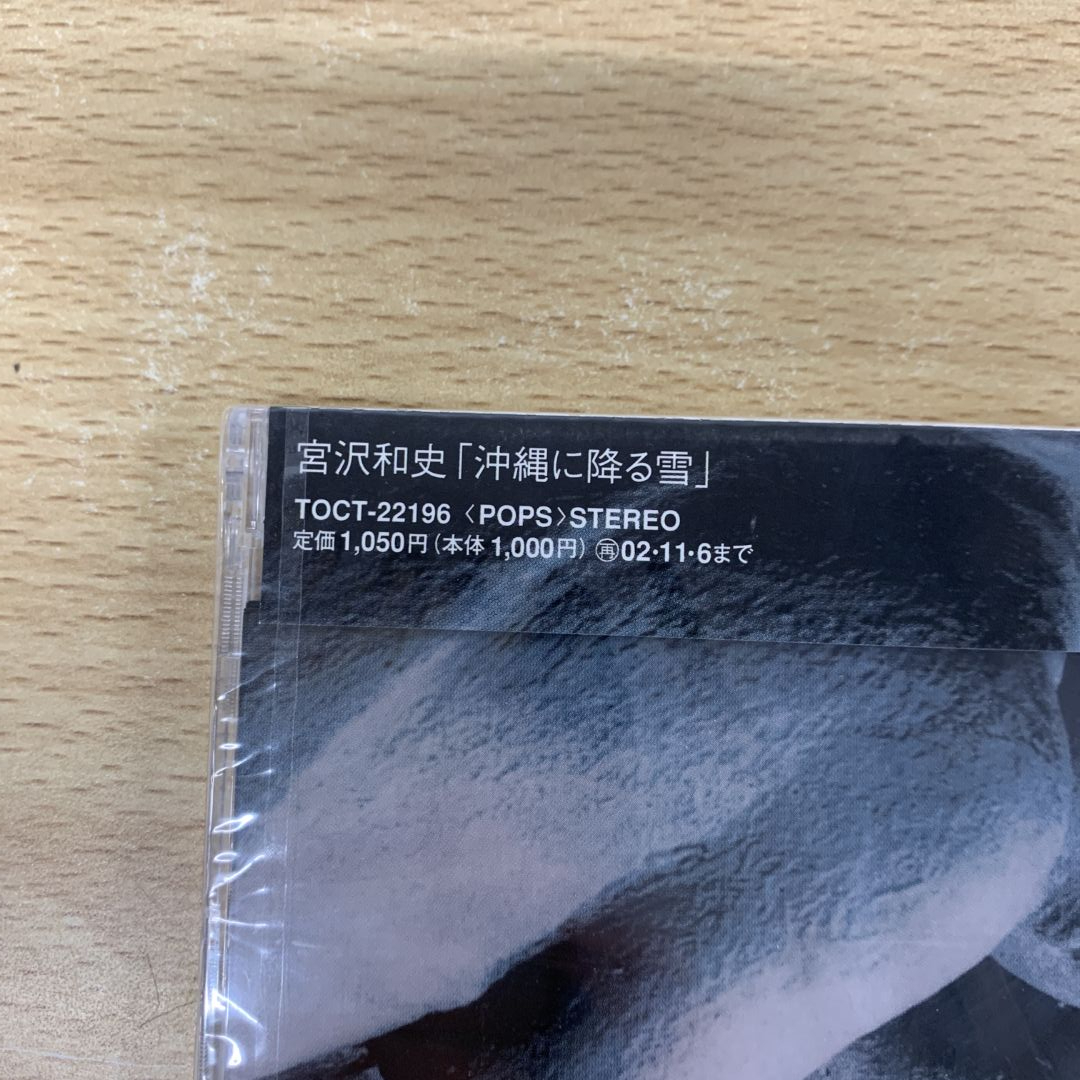 宮沢和史「沖縄に降る雪」
TOCT-22196〈POPS〉STEREO
定価1,050円(本体1,000円)㊢02・11・6まで